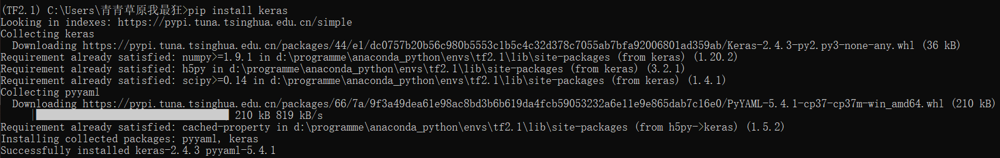 (TF2.1) C:\Users\青青草原我最狂>pip install keras
Looking in indexes: https://pypi.tuna.tsinghua.edu.cn/simple
Collecting keras
  Downloading https://pypi.tuna.tsinghua.edu.cn/packages/44/e1/dc0757b20b56c980b5553c1b5c4c32d378c7055ab7bfa92006801ad359ab/Keras-2.4.3-py2.py3-none-any.whl (36 kB)
Requirement already satisfied: numpy>=1.9.1 in d:\programme\anaconda_python\envs\tf2.1\lib\site-packages (from keras) (1.20.2)
Requirement already satisfied: h5py in d:\programme\anaconda_python\envs\tf2.1\lib\site-packages (from keras) (3.2.1)
Requirement already satisfied: scipy>=0.14 in d:\programme\anaconda_python\envs\tf2.1\lib\site-packages (from keras) (1.4.1)
Collecting pyyaml
  Downloading https://pypi.tuna.tsinghua.edu.cn/packages/66/7a/9f3a49dea61e98ac8bd3b6b619da4fcb59053232a6e11e9e865dab7c16e0/PyYAML-5.4.1-cp37-cp37m-win_amd64.whl (210 kB)
210 kB 819 kB/s
Requirement already satisfied: cached-property in d:\programme\anaconda_python\envs\tf2.1\lib\site-packages (from h5py->keras) (1.5.2)
Installing collected packages: pyyaml, keras
Successfully installed keras-2.4.3 pyyaml-5.4.1